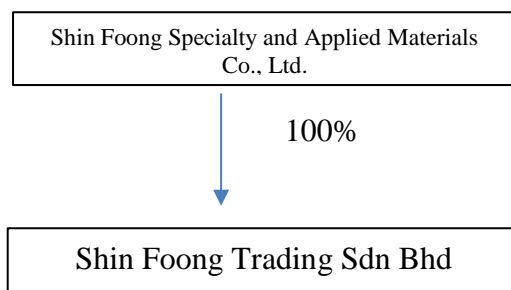 Shin Foong Specialty and Applied Materials
Co., Ltd.
100%
Shin Foong Trading Sdn Bhd